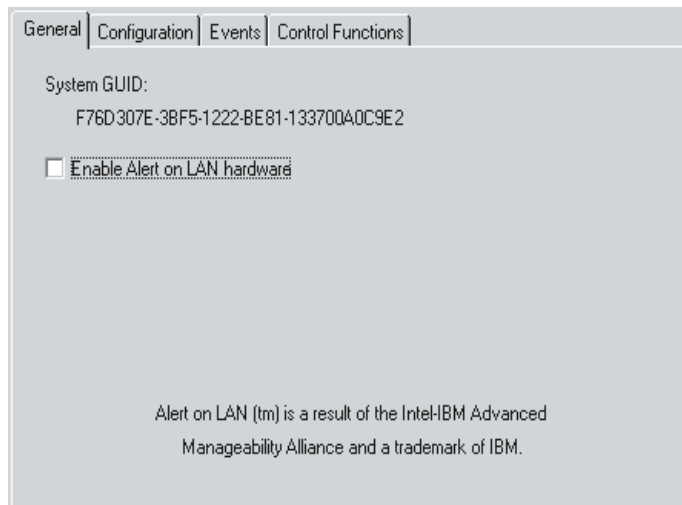 General Configuration Events Control Functions
System GUID:
F76D307E-3BF5-1222-BE81-133700A0C9E2
Enable Alert on LAN hardware
Alert on LAN (tm) is a result of the Intel-IBM Advanced
Manageability Alliance and a trademark of IBM.